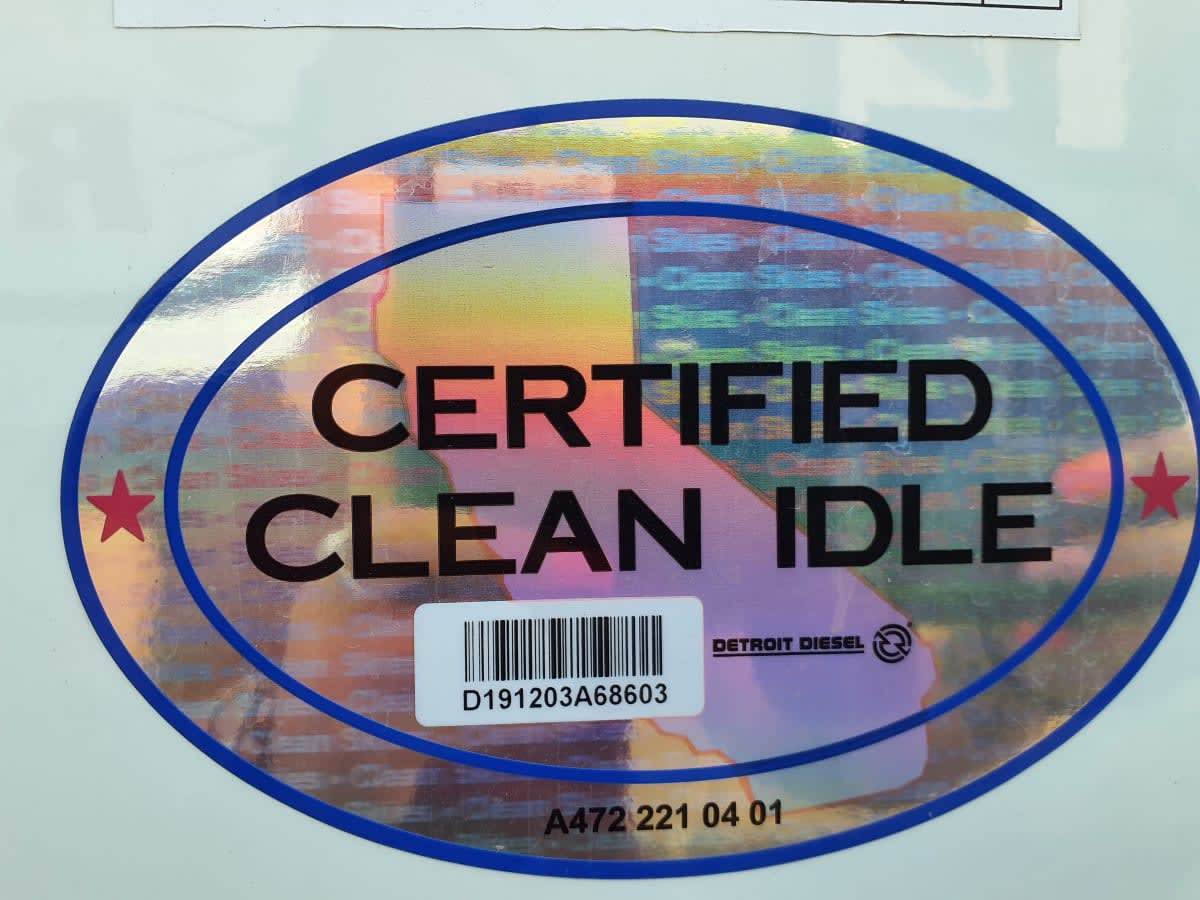 CERTIFIED
CLEAN IDLE
DETROIT DIESEL
D191203A68603
A472 221 04 01